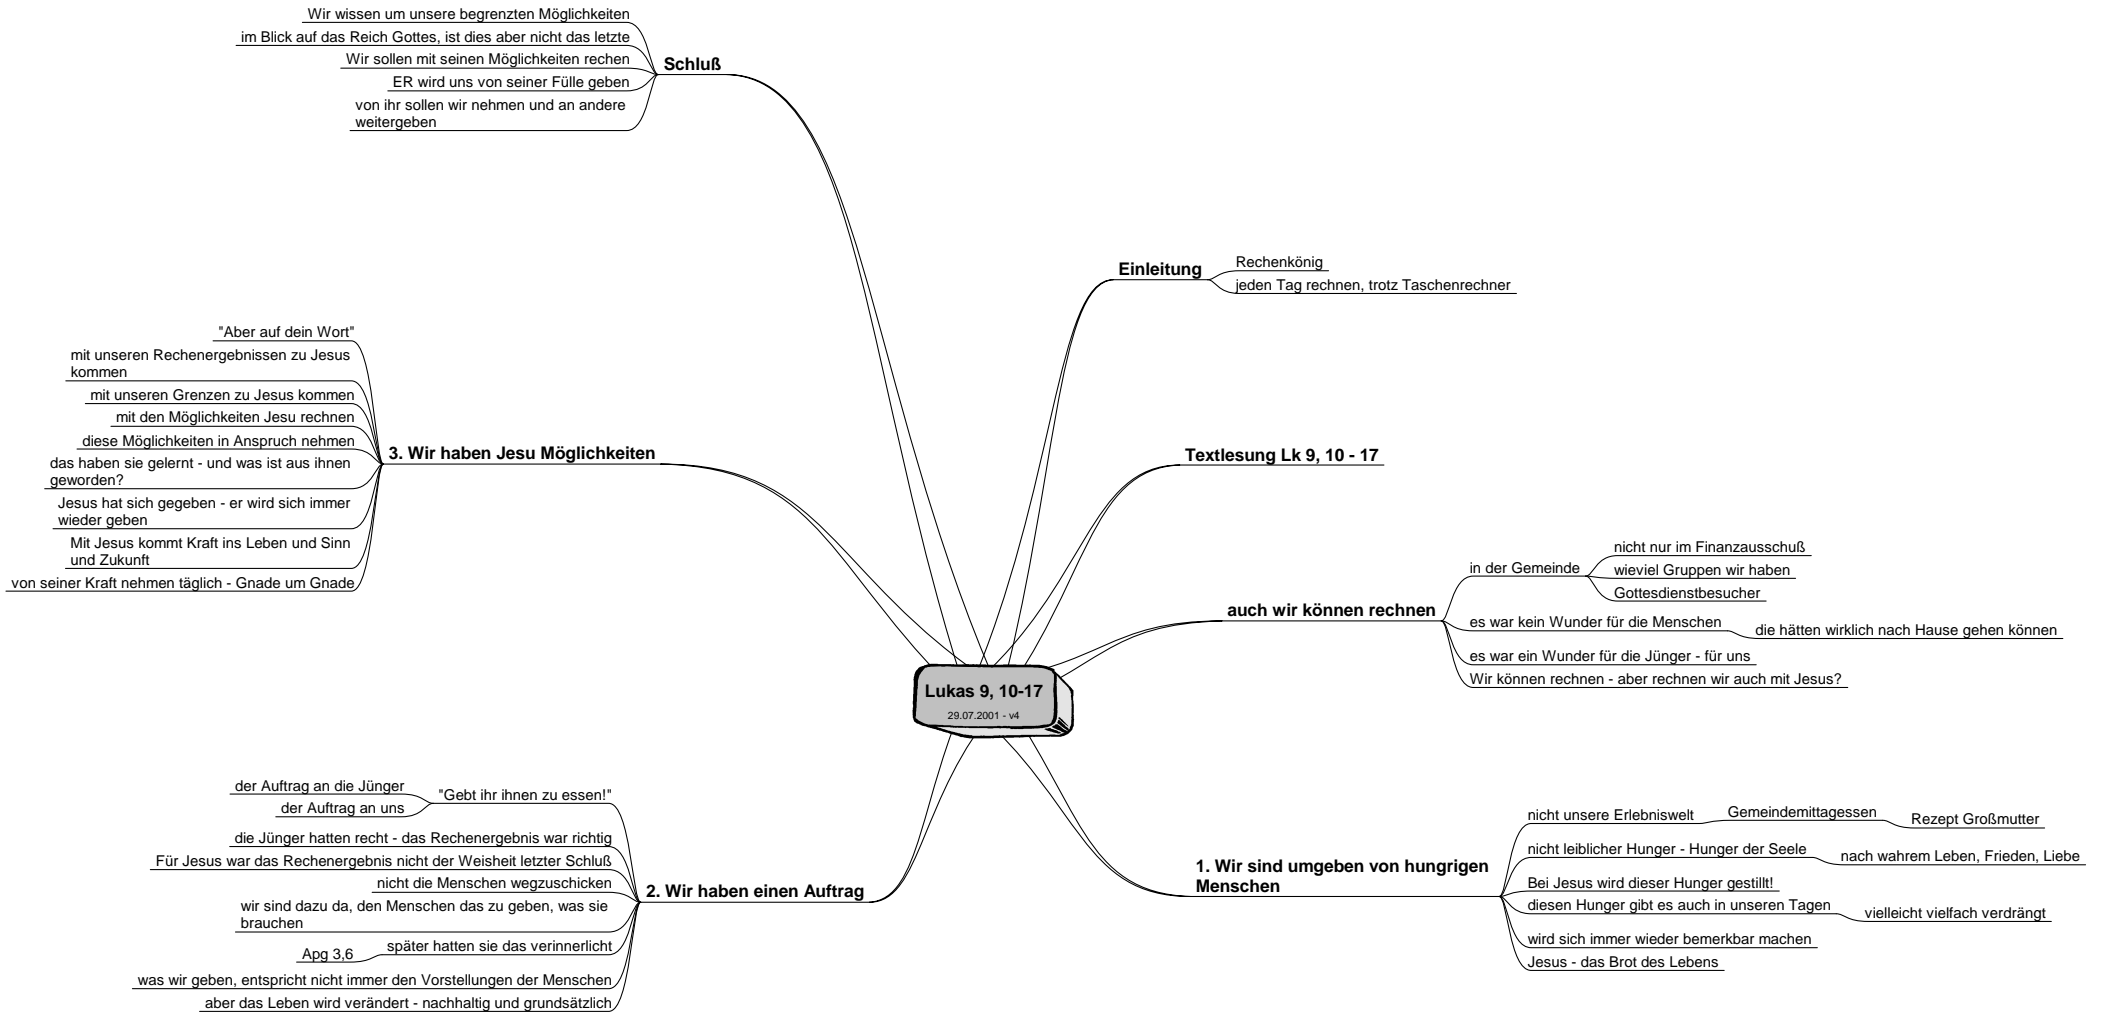 Lukas 9, 10-17
29.07.2001 - v4
Einleitung
Rechenkönig
jeden Tag rechnen, trotz Taschenrechner
Textlesung Lk 9, 10 - 17
auch wir können rechnen
in der Gemeinde
nicht nur im Finanzausschuß
wieviel Gruppen wir haben
Gottesdienstbesucher
es war kein Wunder für die Menschen
die hätten wirklich nach Hause gehen können
es war ein Wunder für die Jünger - für uns
Wir können rechnen - aber rechnen wir auch mit Jesus?
1. Wir sind umgeben von hungrigen
Menschen
nicht unsere Erlebniswelt
Gemeindemittagessen
Rezept Großmutter
nicht leiblicher Hunger - Hunger der Seele
nach wahrem Leben, Frieden, Liebe
Bei Jesus wird dieser Hunger gestillt!
diesen Hunger gibt es auch in unseren Tagen
vielleicht vielfach verdrängt
wird sich immer wieder bemerkbar machen
Jesus - das Brot des Lebens
2. Wir haben einen Auftrag
"Gebt ihr ihnen zu essen!"
der Auftrag an die Jünger
der Auftrag an uns
die Jünger hatten recht - das Rechenergebnis war richtig
Für Jesus war das Rechenergebnis nicht der Weisheit letzter Schluß
nicht die Menschen wegzuschicken
wir sind dazu da, den Menschen das zu geben, was sie
brauchen
später hatten sie das verinnerlicht
Apg 3,6
was wir geben, entspricht nicht immer den Vorstellungen der Menschen
aber das Leben wird verändert - nachhaltig und grundsätzlich
3. Wir haben Jesu Möglichkeiten
"Aber auf dein Wort"
mit unseren Rechenergebnissen zu Jesus
kommen
mit unseren Grenzen zu Jesus kommen
mit den Möglichkeiten Jesu rechnen
diese Möglichkeiten in Anspruch nehmen
das haben sie gelernt - und was ist aus ihnen
geworden?
Jesus hat sich gegeben - er wird sich immer
wieder geben
Mit Jesus kommt Kraft ins Leben und Sinn
und Zukunft
von seiner Kraft nehmen täglich - Gnade um Gnade
Schluß
Wir wissen um unsere begrenzten Möglichkeiten
im Blick auf das Reich Gottes, ist dies aber nicht das letzte
Wir sollen mit seinen Möglichkeiten rechen
ER wird uns von seiner Fülle geben
von ihr sollen wir nehmen und an andere
weitergeben